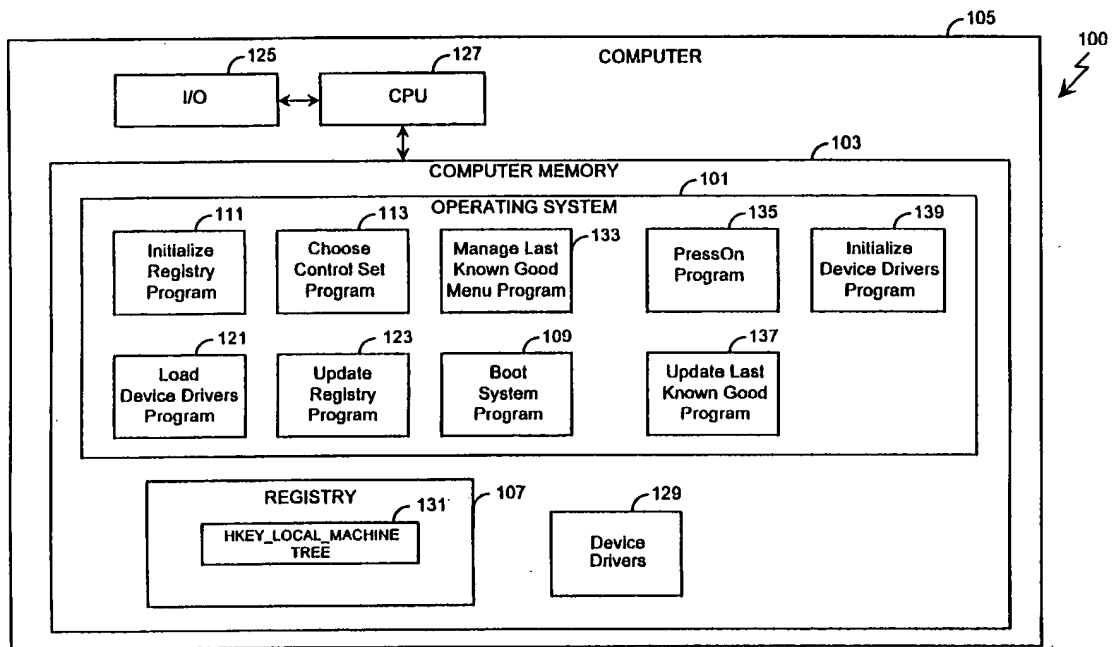 105
100
COMPUTER
125
127
I/O
CPU
103
COMPUTER MEMORY
101
OPERATING SYSTEM
111
113
133
135
139
Initialize
Registry
Program
Choose
Control Set
Program
Manage Last
Known Good
Menu Program
PressOn
Program
Initialize
Device Drivers
Program
121
123
109
137
Load
Device Drivers
Program
Update
Registry
Program
Boot
System
Program
Update Last
Known Good
Program
REGISTRY
107
131
HKEY_LOCAL_MACHINE
TREE
129
Device
Drivers